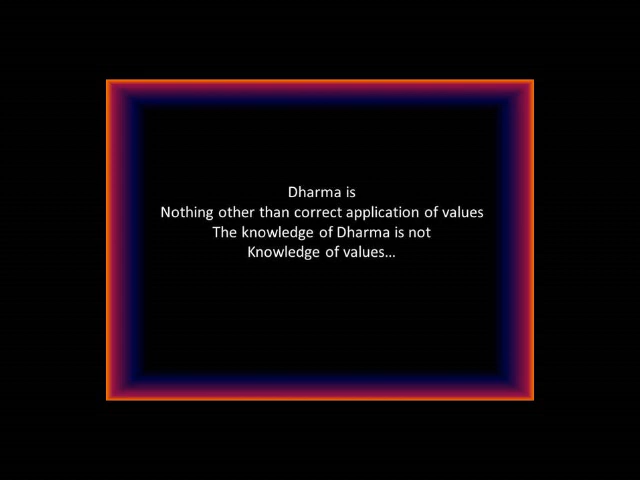 Dharma is
Nothing other than correct application of values
The knowledge of Dharma is not
Knowledge of values...